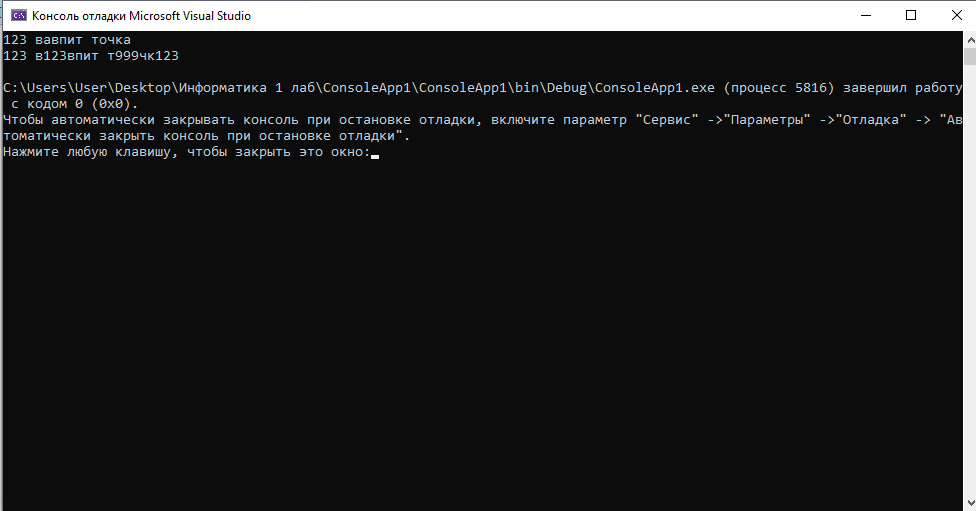 Консоль отладки Microsoft Visual Studio
123 вавпит точка
123 в123впит т999чк123
C:\Users\User\Desktop\Информатика 1 лаб\ConsoleApp1\ConsoleApp1\bin\Debug\ConsoleApp1.exe (процесс 5816) завершил работу
с кодом 0 (0x0).
Чтобы автоматически закрывать консоль при остановке отладки, включите параметр "Сервис" ->"Параметры" ->"Отладка" -> "Ав
томатически закрыть консоль при остановке отладки".
Нажмите любую клавишу, чтобы закрыть это окно: